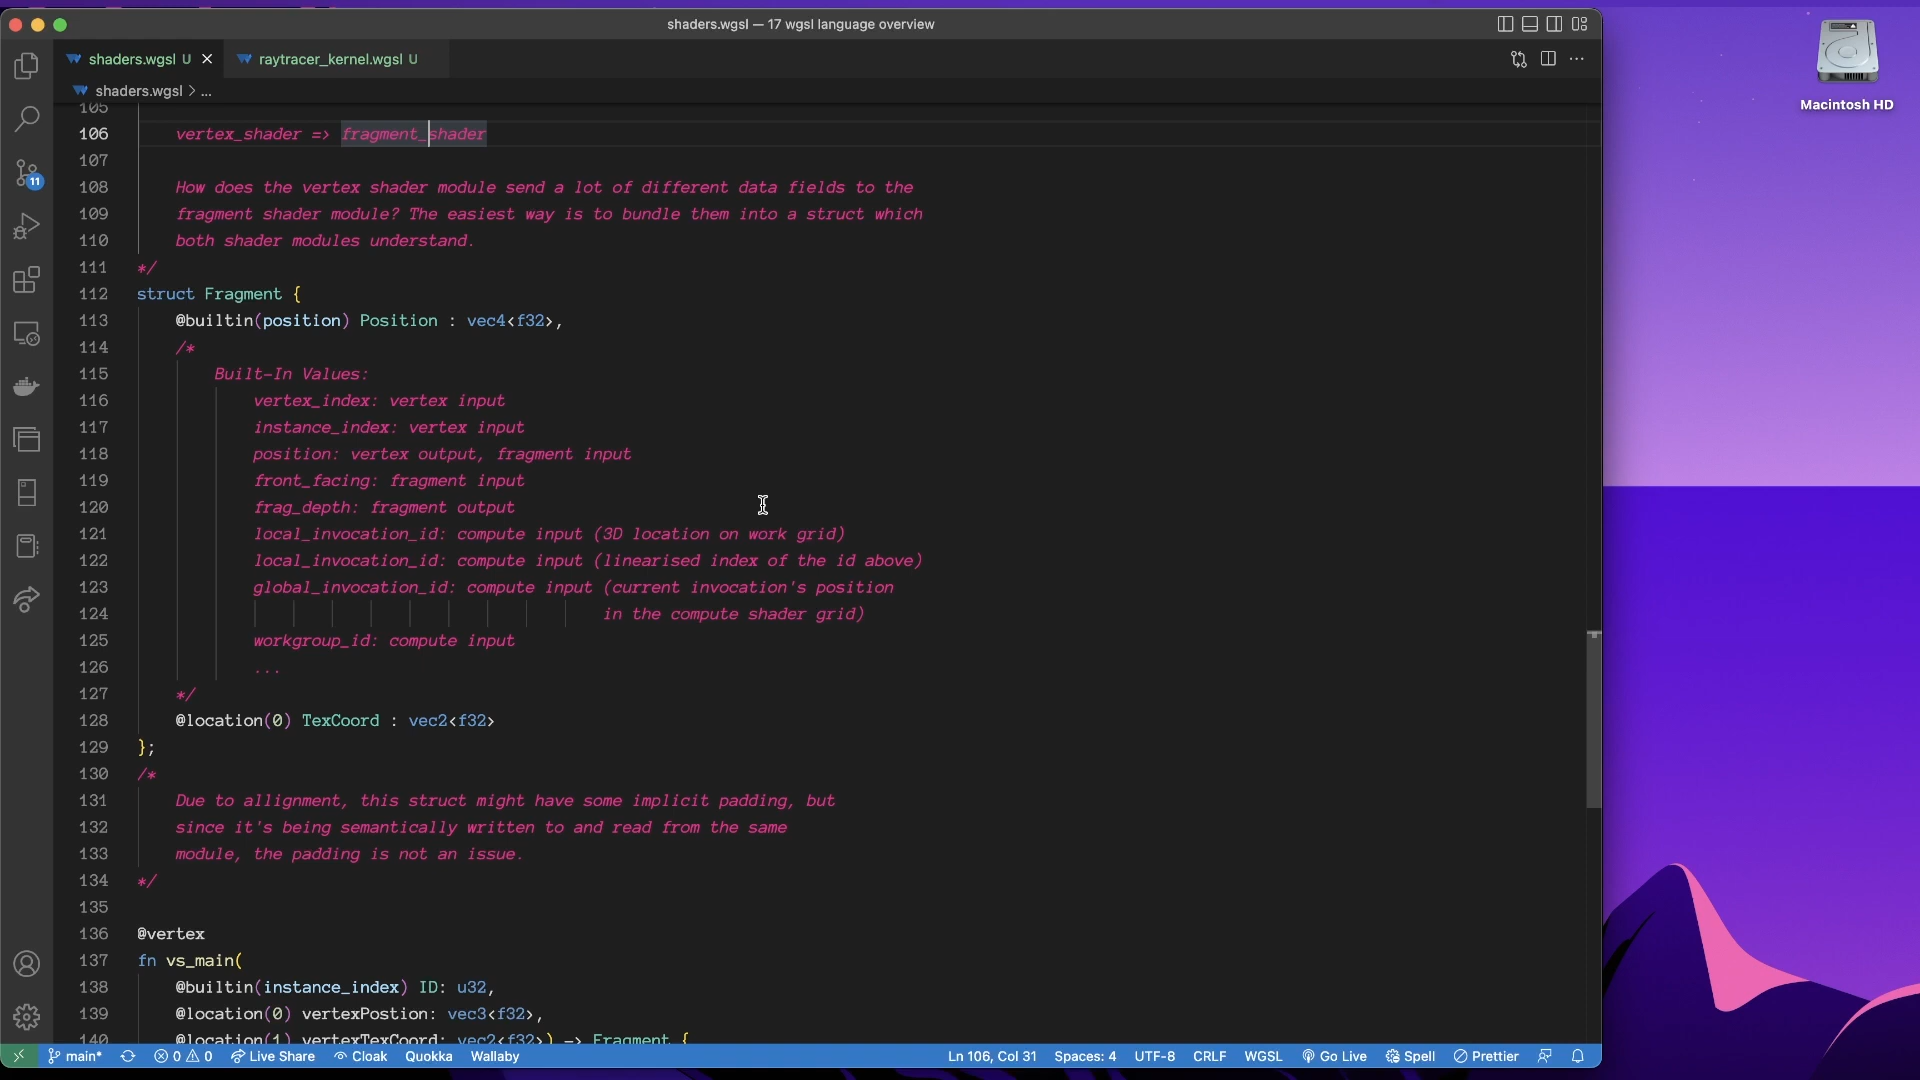 shaders.wgsl — 17 wgsl language overview
shaders.wgsl U
raytracer_kernel.wgsl U
shaders.wgsl > ...
Macintosh HD
105
106 vertex_shader => fragment_shader
107
108 How does the vertex shader module send a lot of different data fields to the
109 fragment shader module? The easiest way is to bundle them into a struct which
110 both shader modules understand.
111 */
112 struct Fragment {
113 @builtin(position) Position : vec4<f32>,
114 /*
115 Built-In Values:
116 vertex_index: vertex input
117 instance_index: vertex input
118 position: vertex output, fragment input
119 front_facing: fragment input
120 frag_depth: fragment output
121 local_invocation_id: compute input (3D location on work grid)
122 local_invocation_id: compute input (linearised index of the id above)
123 global_invocation_id: compute input (current invocation's position
124 in the compute shader grid)
125 workgroup_id: compute input
126 ...
127 */
128 @location(0) TexCoord : vec2<f32>
129 };
130 /*
131 Due to allignment, this struct might have some implicit padding, but
132 since it's being semantically written to and read from the same
133 module, the padding is not an issue.
134 */
135
136 @vertex
137 fn vs_main(
138 @builtin(instance_index) ID: u32,
139 @location(0) vertexPostion: vec3<f32>,
140 @location(1) vertexTexCoord: vec2<f32>) -> Fragment {
11
main* 0 0 Live Share Cloak Quokka Wallaby Ln 106, Col 31 Spaces: 4 UTF-8 CRLF WGSL Go Live Spell Prettier